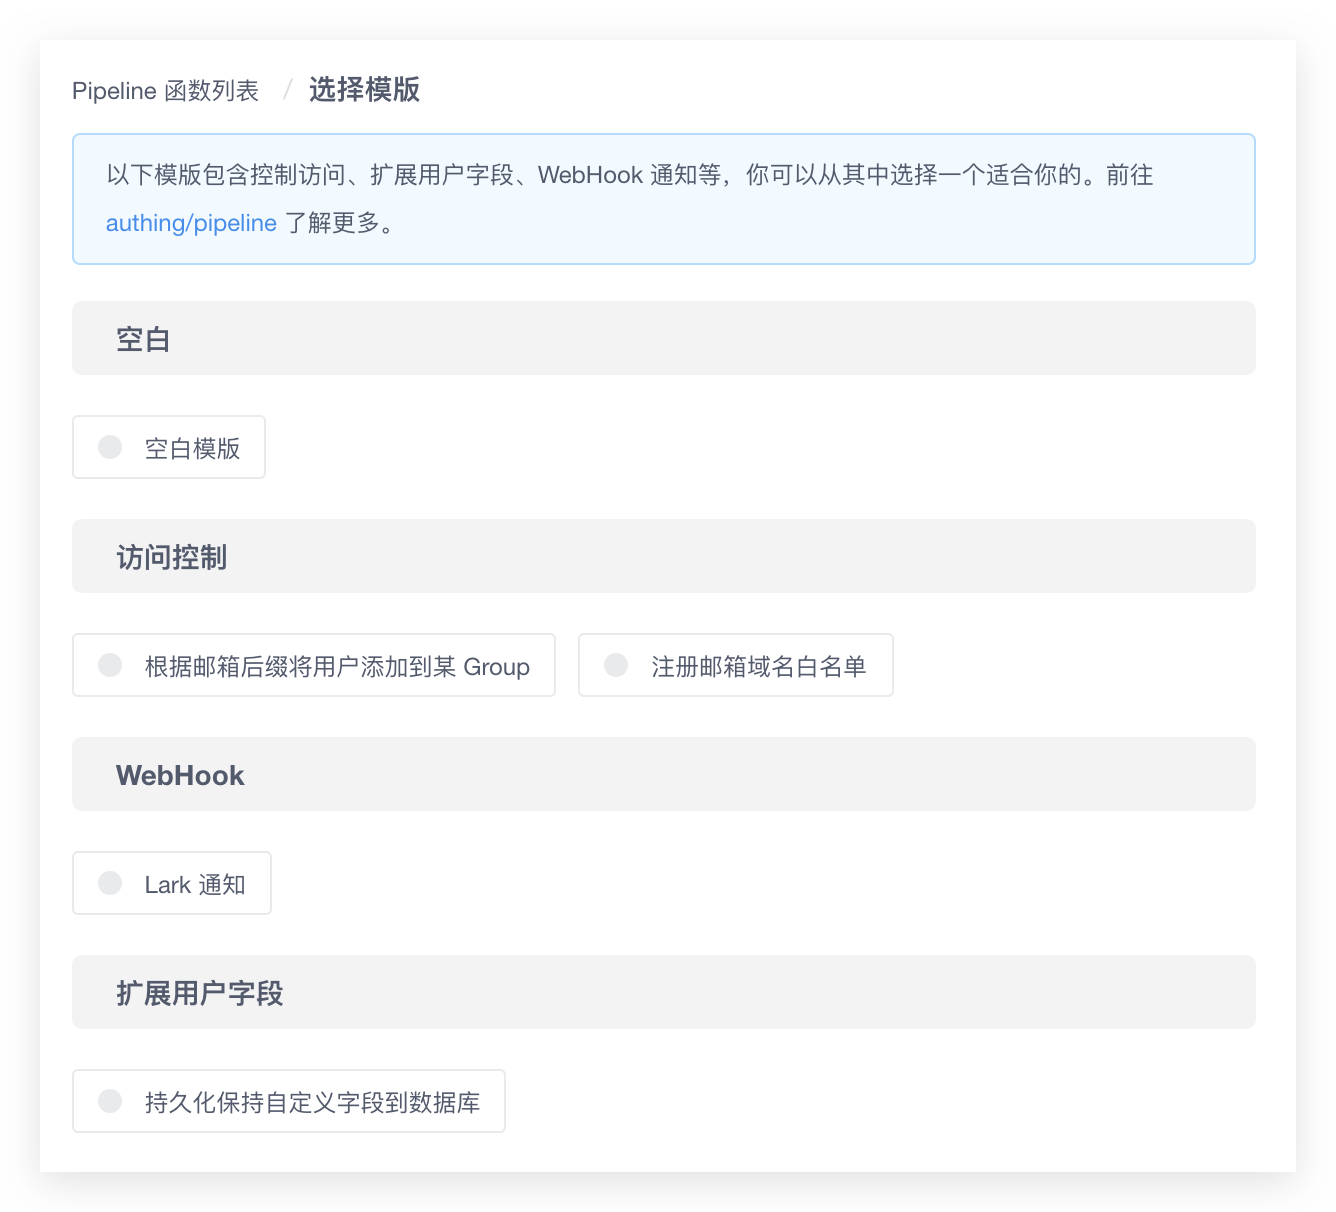 Pipeline 函数列表 / 选择模版
以下模版包含控制访问、扩展用户字段、WebHook 通知等，你可以从其中选择一个适合你的。前往
authing/pipeline 了解更多。
空白
空白模版
访问控制
根据邮箱后缀将用户添加到某 Group 注册邮箱域名白名单
WebHook
Lark 通知
扩展用户字段
持久化保持自定义字段到数据库